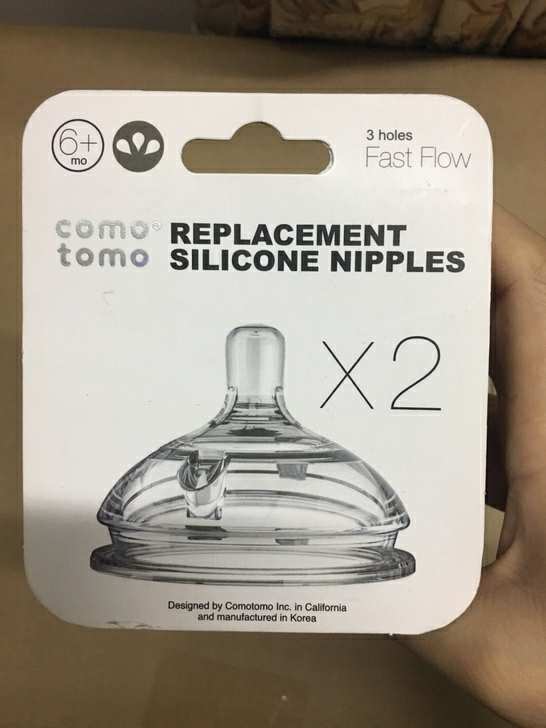 6+
mo
3 holes
Fast Flow
como®
tomo
REPLACEMENT
SILICONE NIPPLES
X2
Designed by Comotomo Inc. in California
and manufactured in Korea